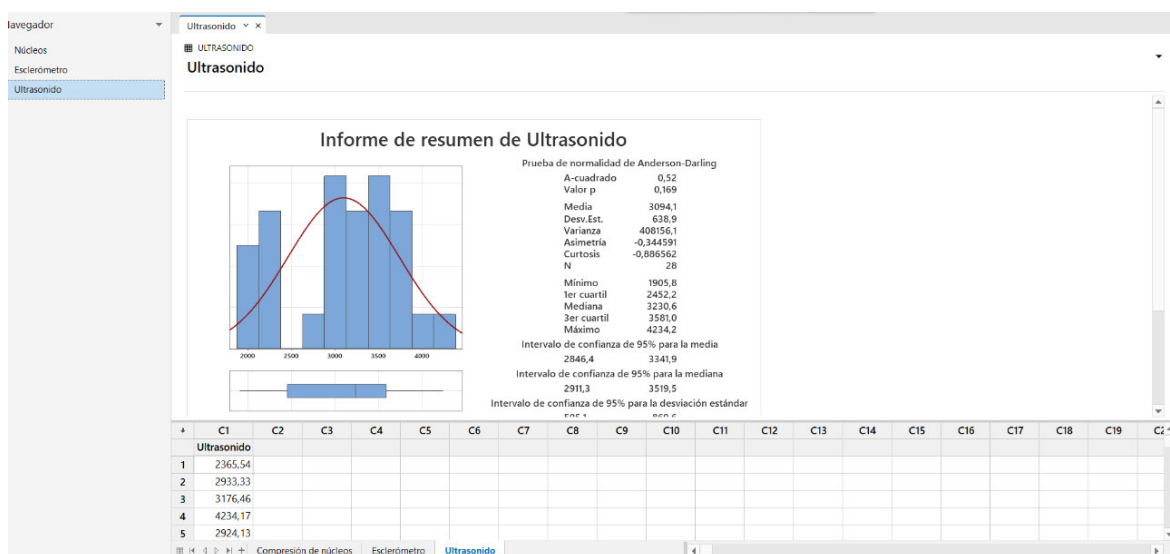 Navegador
Núcleos
Esclerómetro
Ultrasonido
Ultrasonido
ULTRASONIDO
Ultrasonido
Informe de resumen de Ultrasonido
Prueba de normalidad de Anderson-Darling
A-cuadrado 0,52
Valor p 0,169
Media 3094,1
Desv.Est. 638,9
Varianza 408156,1
Asimetría -0,344591
Curtosis -0,886562
N 28
Mínimo 1905,8
1er cuartil 2452,2
Mediana 3230,6
3er cuartil 3581,0
Máximo 4234,2
Intervalo de confianza de 95% para la media
2846,4 3341,9
Intervalo de confianza de 95% para la mediana
2911,3 3519,5
Intervalo de confianza de 95% para la desviación estándar
2000 2500 3000 3500 4000
C1 C2 C3 C4 C5 C6 C7 C8 C9 C10 C11 C12 C13 C14 C15 C16 C17 C18 C19
Ultrasonido
1 2365,54
2 2933,33
3 3176,46
4 4234,17
5 2924,13
Compresión de núcleos Esclerómetro Ultrasonido